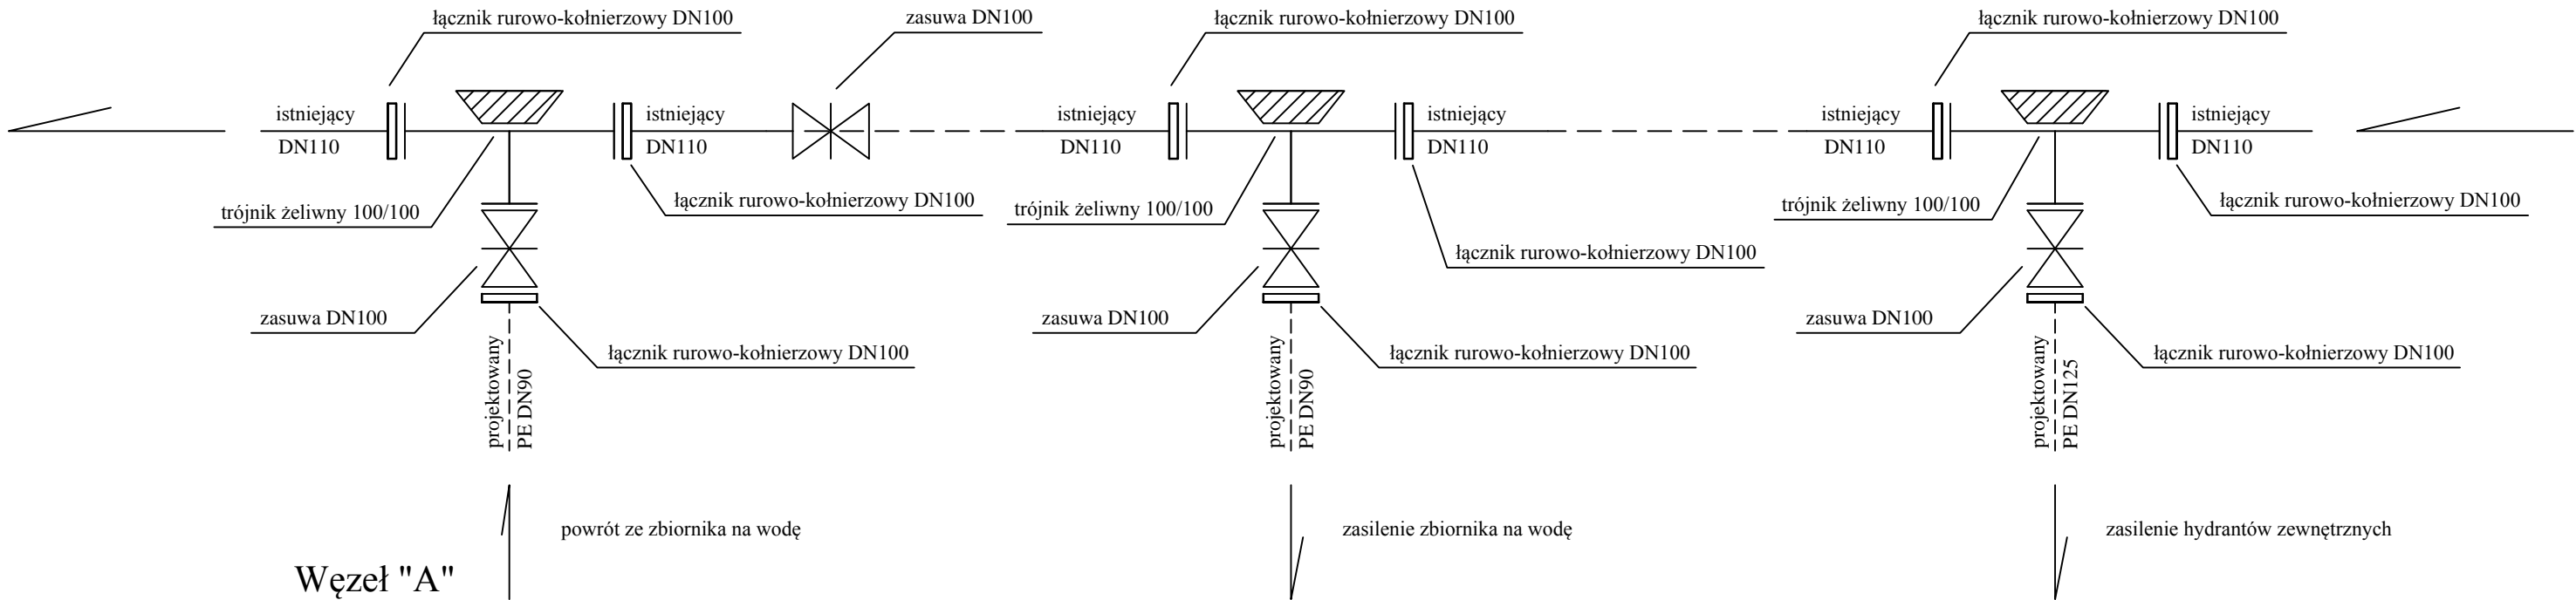 łącznik rurowo-kołnierzowy DN100
zasuwa DN100
łącznik rurowo-kołnierzowy DN100
łącznik rurowo-kołnierzowy DN100
istniejący
DN110
istniejący
DN110
istniejący
DN110
istniejący
DN110
istniejący
DN110
istniejący
DN110
trójnik żeliwny 100/100
łącznik rurowo-kołnierzowy DN100
trójnik żeliwny 100/100
łącznik rurowo-kołnierzowy DN100
trójnik żeliwny 100/100
łącznik rurowo-kołnierzowy DN100
zasuwa DN100
łącznik rurowo-kołnierzowy DN100
zasuwa DN100
łącznik rurowo-kołnierzowy DN100
zasuwa DN100
łącznik rurowo-kołnierzowy DN100
projektowany
PE DN90
projektowany
PE DN90
projektowany
PE DN125
powrót ze zbiornika na wodę
zasilenie zbiornika na wodę
zasilenie hydrantów zewnętrznych
Węzeł "A"